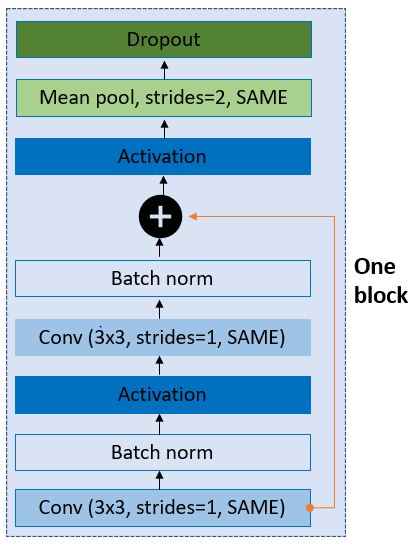 Dropout
Mean pool, strides=2, SAME
Activation
+
Batch norm
Conv (3x3, strides=1, SAME)
Activation
Batch norm
Conv (3x3, strides=1, SAME)
One
block